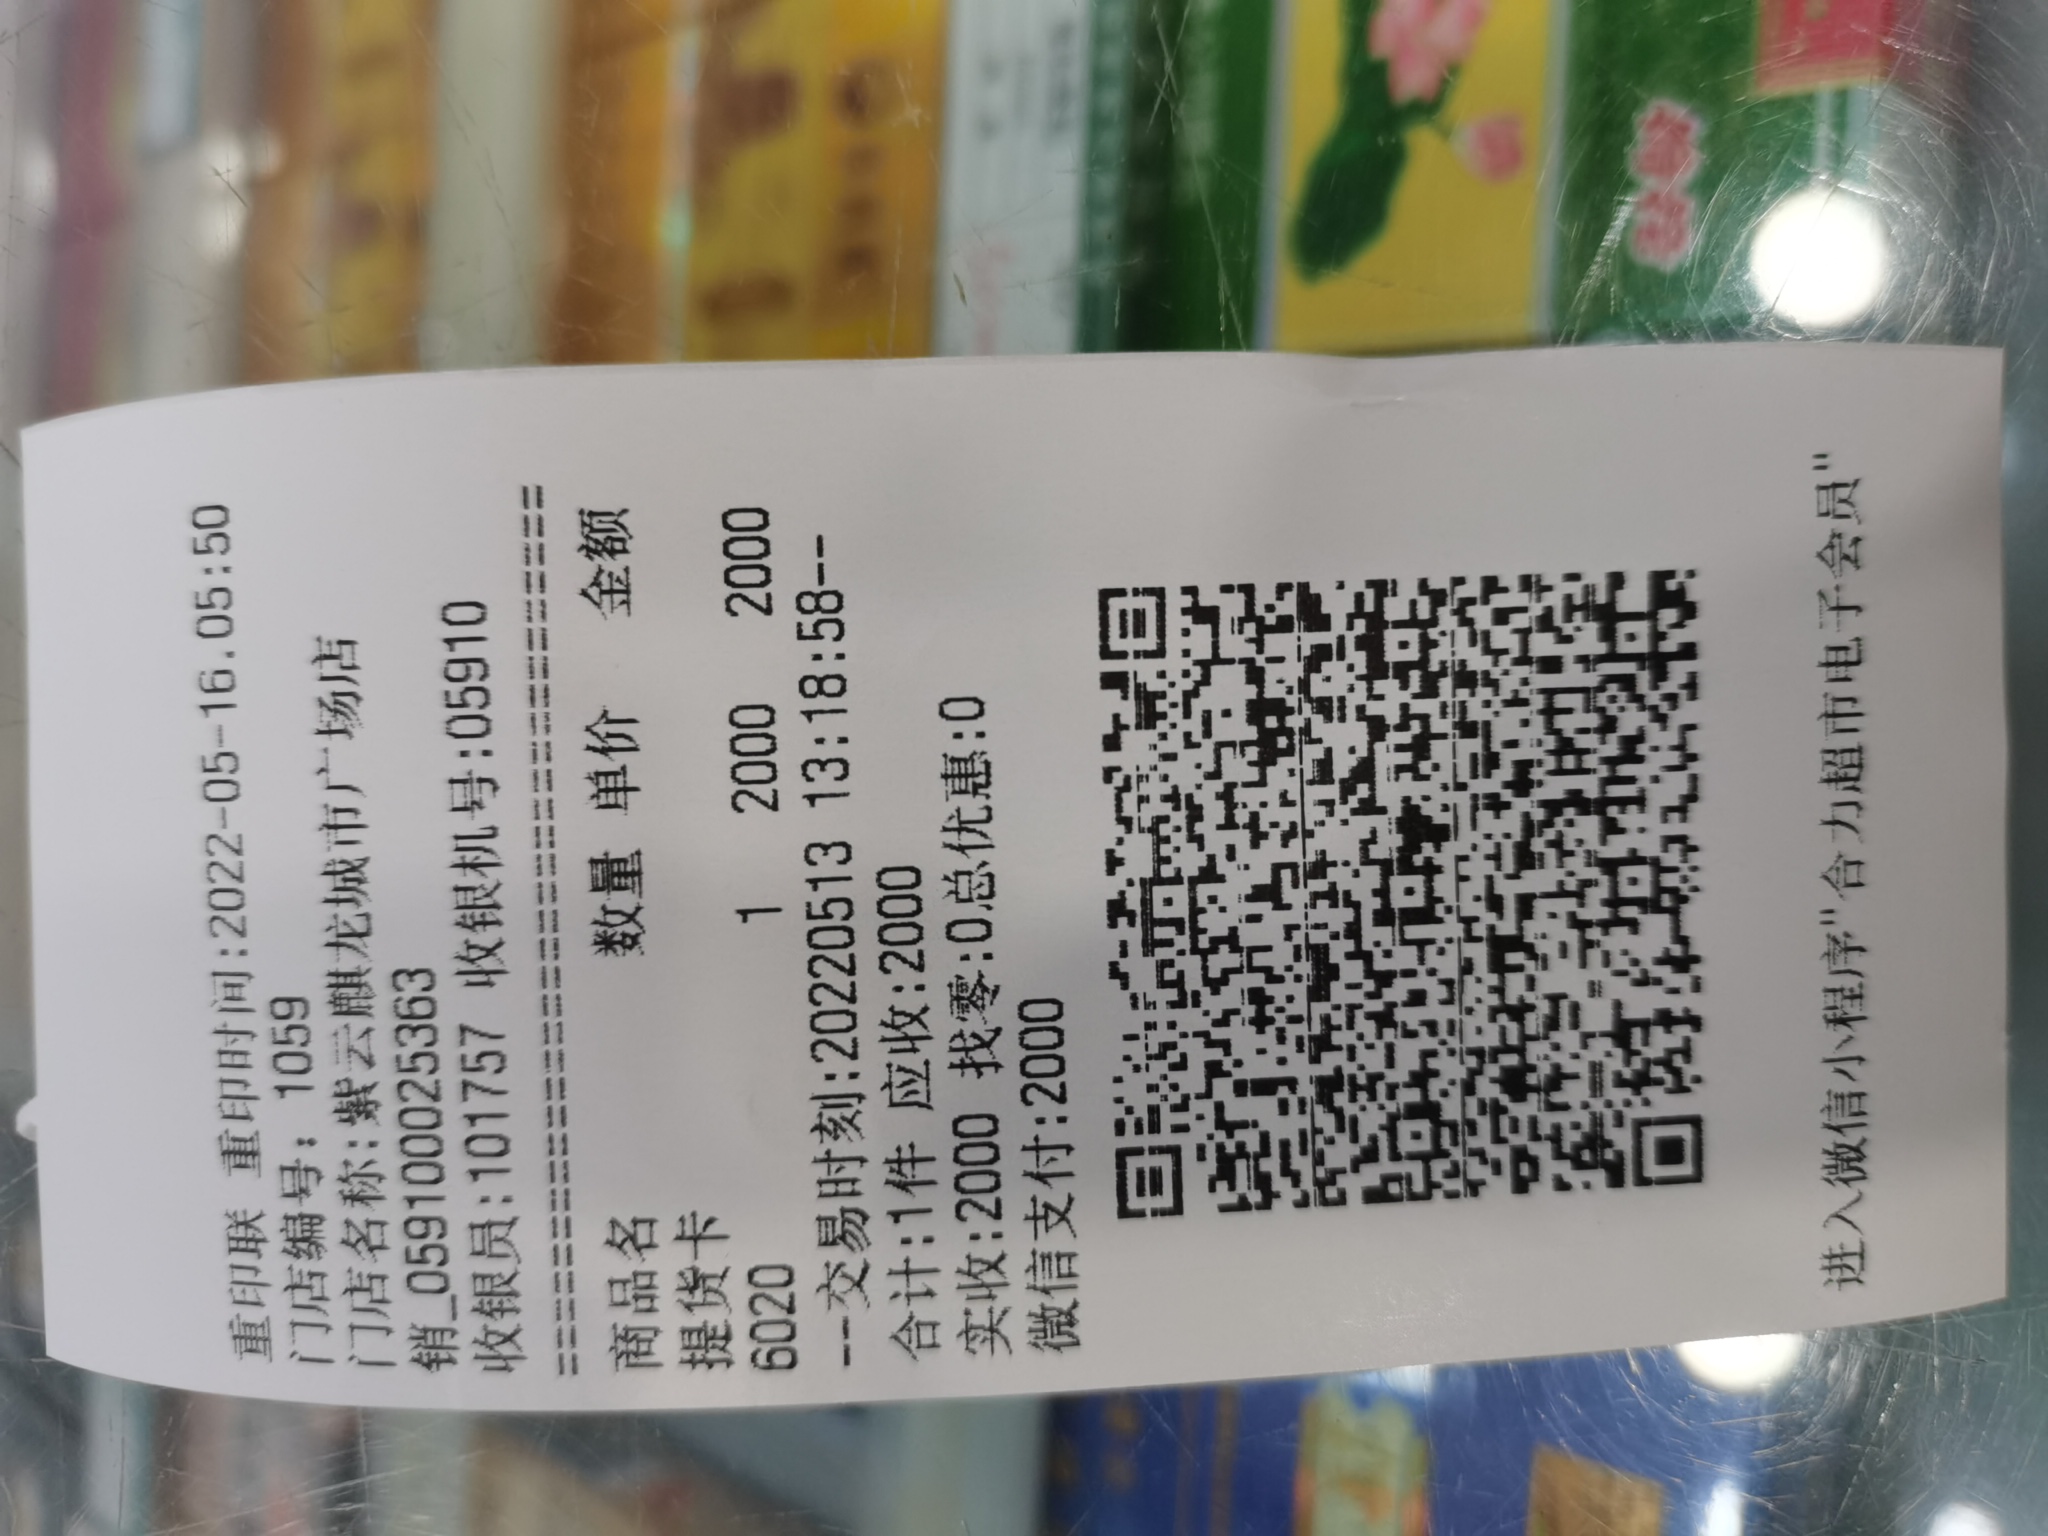 重印联 重印时间:2022-05-16.05:50
门店编号: 1059
门店名称:紫云麒龙城市广场店
销_0591000025363
收银员:101757 收银机号:05910
商品名 数量 单价 金额
提货卡
6020 1 2000 2000
--交易时刻:20220513 13:18:58--
合计:1件 应收:2000
实收:2000 找零:0总优惠:0
微信支付:2000
进入微信小程序"合力超市电子会员"